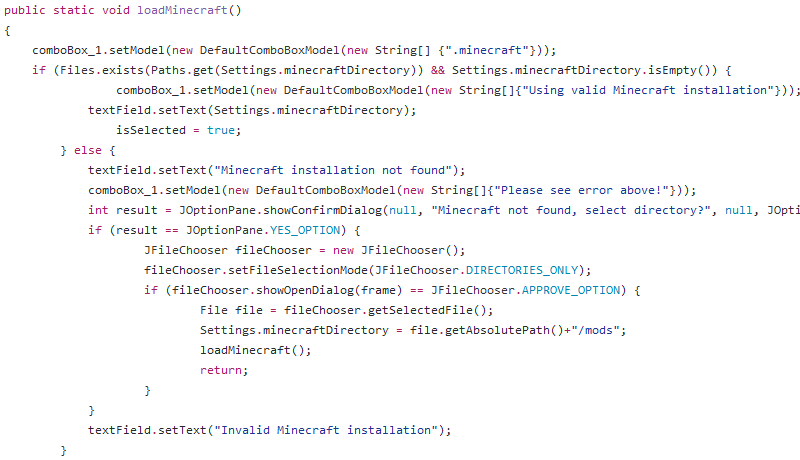 public static void loadMinecraft()
{
    comboBox_1.setModel(new DefaultComboBoxModel(new String[] {".minecraft"}));
    if (Files.exists(Paths.get(Settings.minecraftDirectory)) && Settings.minecraftDirectory.isEmpty()) {
                comboBox_1.setModel(new DefaultComboBoxModel(new String[]{"Using valid Minecraft installation"}));
            textField.setText(Settings.minecraftDirectory);
                isSelected = true;
        } else {
            textField.setText("Minecraft installation not found");
            comboBox_1.setModel(new DefaultComboBoxModel(new String[]{"Please see error above!"}));
            int result = JOptionPane.showConfirmDialog(null, "Minecraft not found, select directory?", null, JOpti
            if (result == JOptionPane.YES_OPTION) {
                    JFileChooser fileChooser = new JFileChooser();
                    fileChooser.setFileSelectionMode(JFileChooser.DIRECTORIES_ONLY);
                    if (fileChooser.showOpenDialog(frame) == JFileChooser.APPROVE_OPTION) {
                            File file = fileChooser.getSelectedFile();
                            Settings.minecraftDirectory = file.getAbsolutePath()+"/mods";
                            loadMinecraft();
                            return;
                    }
            }
            textField.setText("Invalid Minecraft installation");
        }